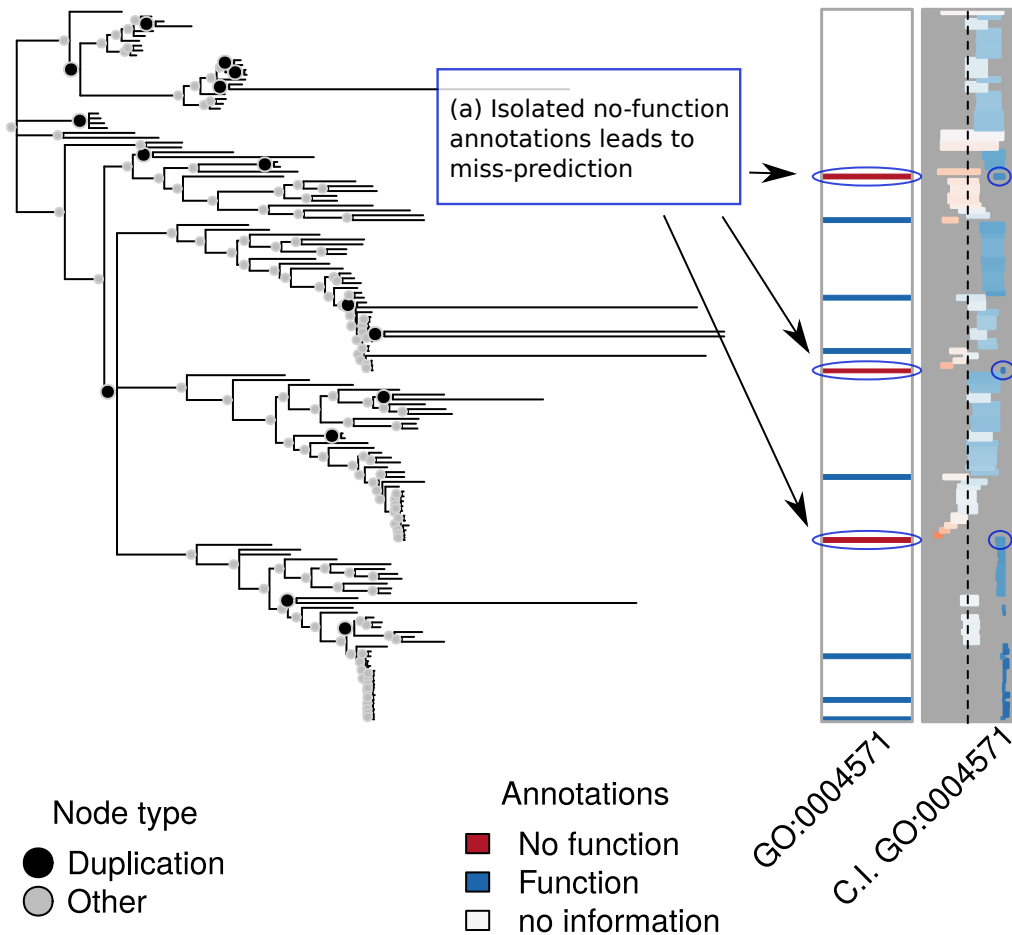 (a) Isolated no-function
annotations leads to
miss-prediction
GO:0004571
C.I. GO:0004571
Node type
Duplication
Other
Annotations
No function
Function
no information